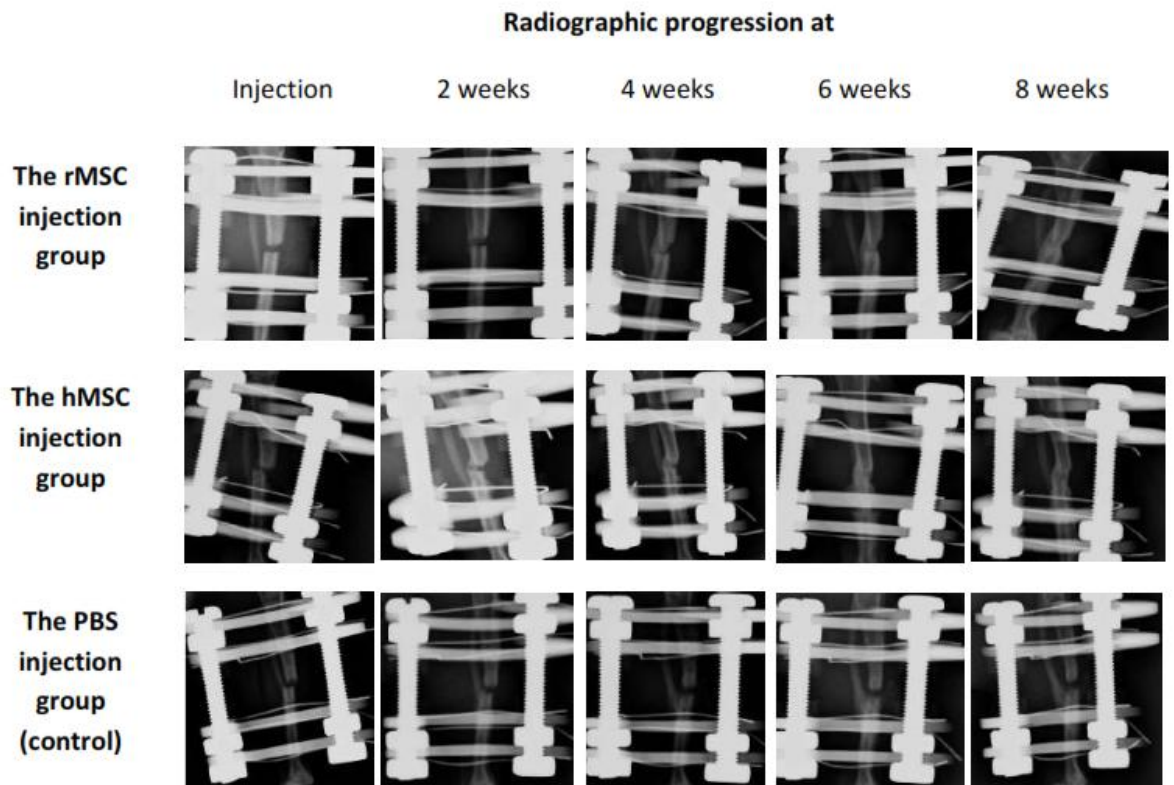 Radiographic progression at
Injection 2 weeks 4 weeks 6 weeks 8 weeks
The rMSC
injection
group
The hMSC
injection
group
The PBS
injection
group
(control)